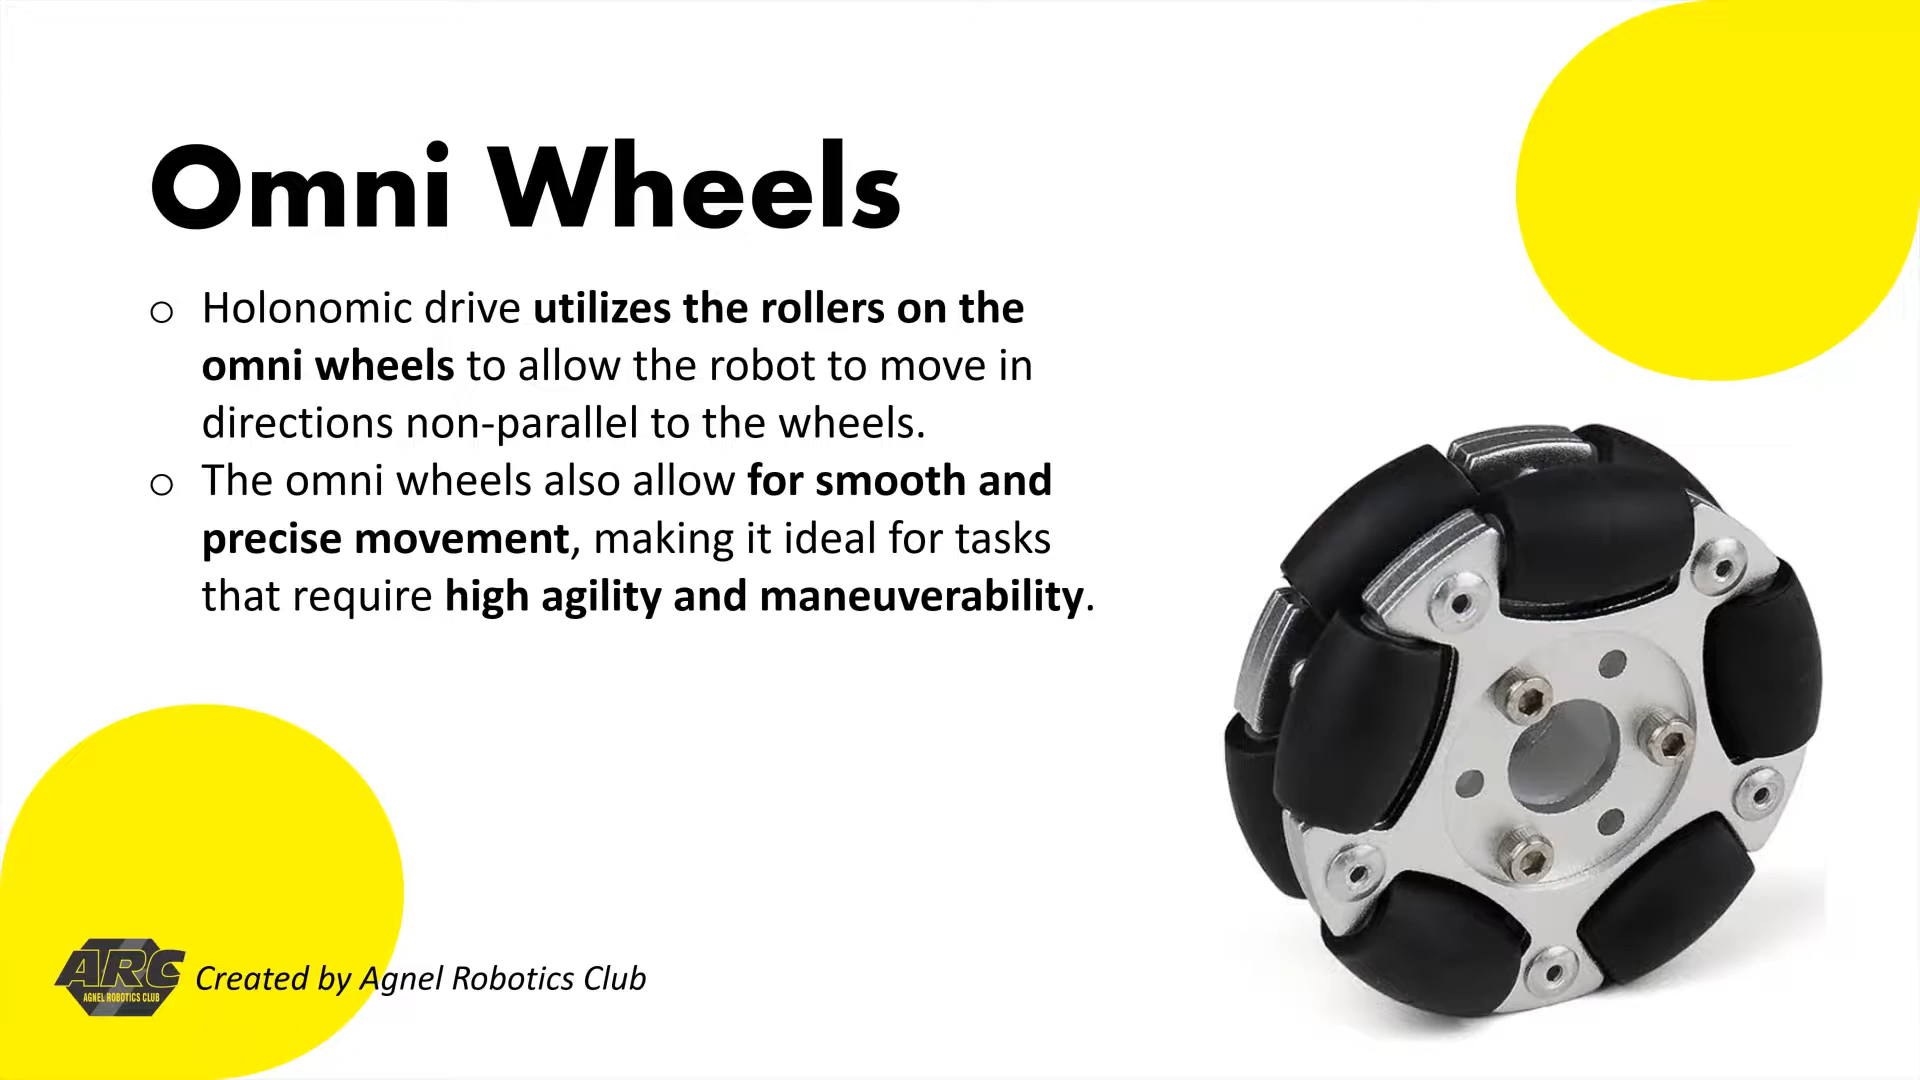 Omni Wheels
○ Holonomic drive utilizes the rollers on the
omni wheels to allow the robot to move in
directions non-parallel to the wheels.
○ The omni wheels also allow for smooth and
precise movement, making it ideal for tasks
that require high agility and maneuverability.
ARC
AGNEL ROBOTICS CLUB
Created by Agnel Robotics Club